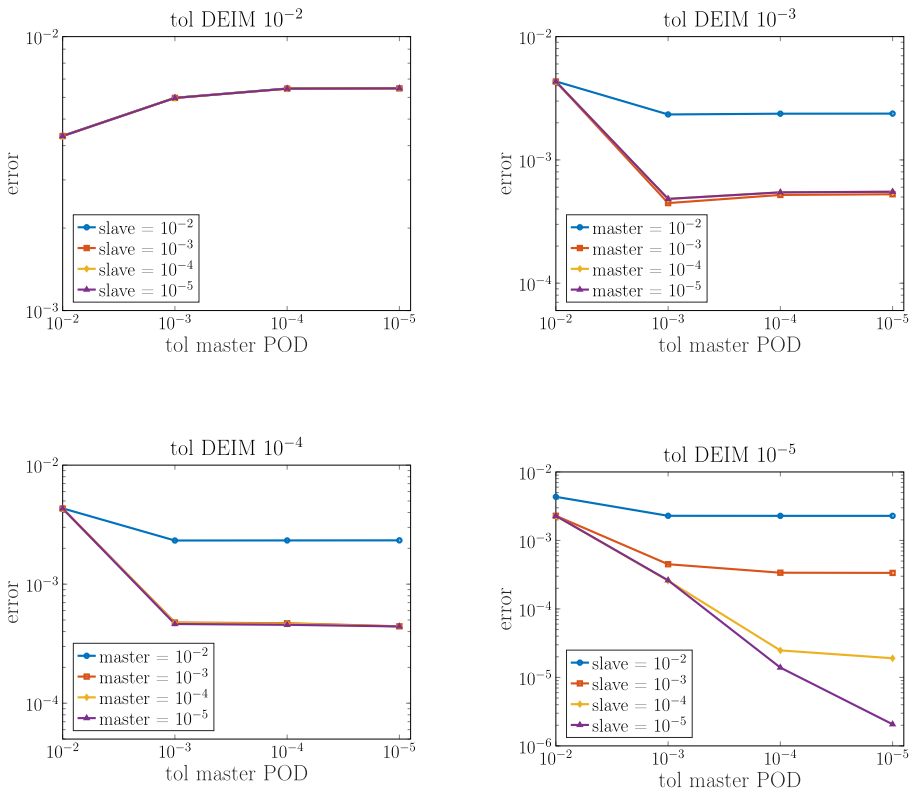 tol DEIM 10⁻²
10⁻²
error
10⁻³
slave = 10⁻²
slave = 10⁻³
slave = 10⁻⁴
slave = 10⁻⁵
10⁻² 10⁻³ 10⁻⁴ 10⁻⁵
tol master POD
tol DEIM 10⁻³
10⁻²
10⁻³
error
10⁻⁴
master = 10⁻²
master = 10⁻³
master = 10⁻⁴
master = 10⁻⁵
10⁻² 10⁻³ 10⁻⁴ 10⁻⁵
tol master POD
tol DEIM 10⁻⁴
10⁻²
10⁻³
error
10⁻⁴
master = 10⁻²
master = 10⁻³
master = 10⁻⁴
master = 10⁻⁵
10⁻² 10⁻³ 10⁻⁴ 10⁻⁵
tol master POD
tol DEIM 10⁻⁵
10⁻²
10⁻³
10⁻⁴
error
10⁻⁵
10⁻⁶
slave = 10⁻²
slave = 10⁻³
slave = 10⁻⁴
slave = 10⁻⁵
10⁻² 10⁻³ 10⁻⁴ 10⁻⁵
tol master POD